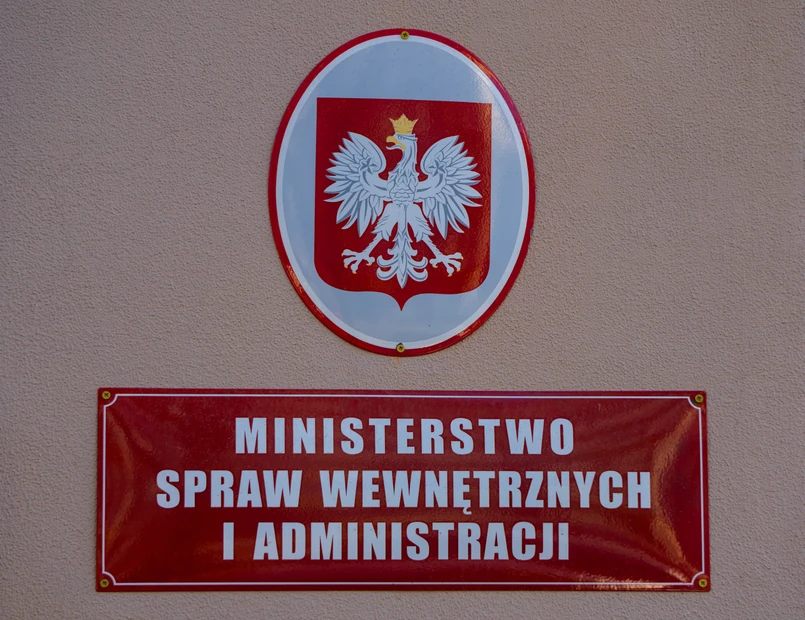 MINISTERSTWO
SPRAW WEWNĘTRZNYCH
I ADMINISTRACJI